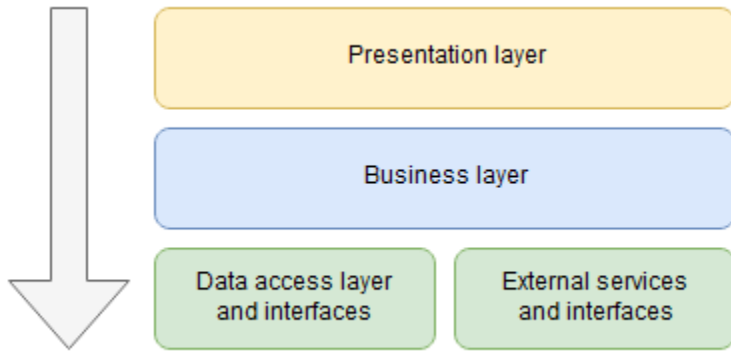 Presentation layer
Business layer
Data access layer
and interfaces
External services
and interfaces